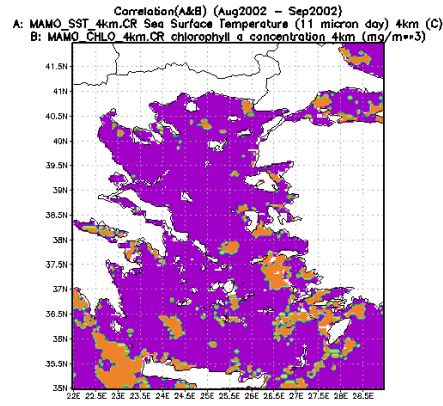 Correlation(A&B) (Aug2002 - Sep2002)
A: MAMO_SST_4km.CR Sea Surface Temperature (11 micron day) 4km (C)
B: MAMO_CHLO_4km.CR chlorophyll a concentration 4km (mg/m**3)
41.5N
41N
40.5N
40N
39.5N
39N
38.5N
38N
37.5N
37N
36.5N
36N
35.5N
35N
22E 22.5E 23E 23.5E 24E 24.5E 25E 25.5E 26E 26.5E 27E 27.5E 28E 28.5E